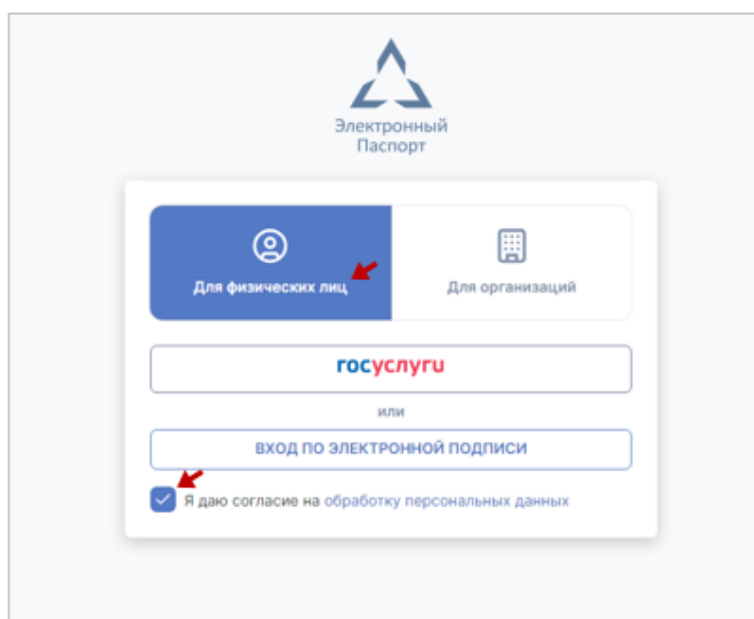 Электронный
Паспорт
Для физических лиц
Для организаций
госуслуги
или
ВХОД ПО ЭЛЕКТРОННОЙ ПОДПИСИ
Я даю согласие на обработку персональных данных